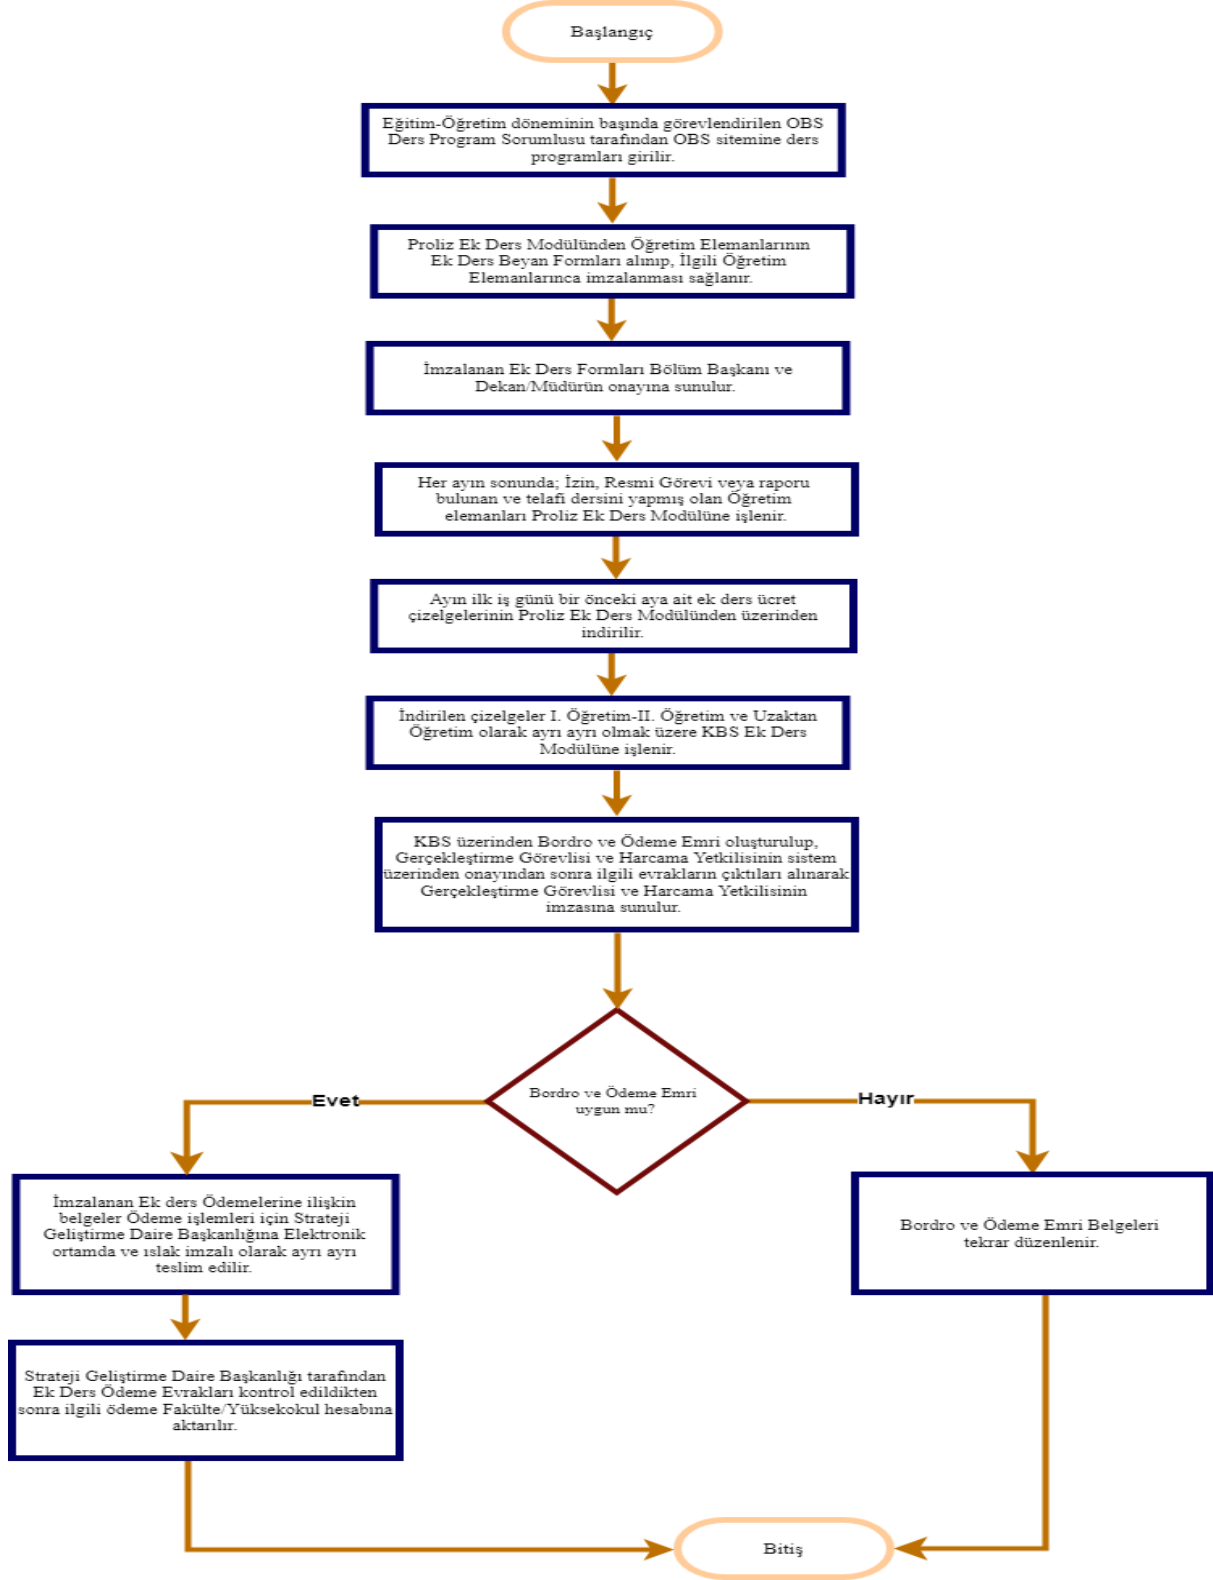 Başlangıç
Eğitim-Öğretim döneminin başında görevlendirilen OBS
Ders Program Sorumlusu tarafından OBS sitemine ders
programları girilir.
Proliz Ek Ders Modülünden Öğretim Elemanlarının
Ek Ders Beyan Formları alınıp, İlgili Öğretim
Elemanlarınca imzalanması sağlanır.
İmzalanan Ek Ders Formları Bölüm Başkanı ve
Dekan/Müdürün onayına sunulur.
Her ayın sonunda; İzin, Resmi Görevi veya raporu
bulunan ve telafi dersini yapmış olan Öğretim
elemanları Proliz Ek Ders Modülüne işlenir.
Ayın ilk iş günü bir önceki aya ait ek ders ücret
çizelgelerinin Proliz Ek Ders Modülünden üzerinden
indirilir.
İndirilen çizelgeler I. Öğretim-II. Öğretim ve Uzaktan
Öğretim olarak ayrı ayrı olmak üzere KBS Ek Ders
Modülüne işlenir.
KBS üzerinden Bordro ve Ödeme Emri oluşturulup,
Gerçekleştirme Görevlisi ve Harcama Yetkilisinin sistem
üzerinden onayından sonra ilgili evrakların çıktıları alınarak
Gerçekleştirme Görevlisi ve Harcama Yetkilisinin
imzasına sunulur.
Bordro ve Ödeme Emri
uygun mu?
Evet
Hayır
İmzalanan Ek ders Ödemelerine ilişkin
belgeler Ödeme işlemleri için Strateji
Geliştirme Daire Başkanlığına Elektronik
ortamda ve ıslak imzalı olarak ayrı ayrı
teslim edilir.
Bordro ve Ödeme Emri Belgeleri
tekrar düzenlenir.
Strateji Geliştirme Daire Başkanlığı tarafından
Ek Ders Ödeme Evrakları kontrol edildikten
sonra ilgili ödeme Fakülte/Yüksekokul hesabına
aktarılır.
Bitiş